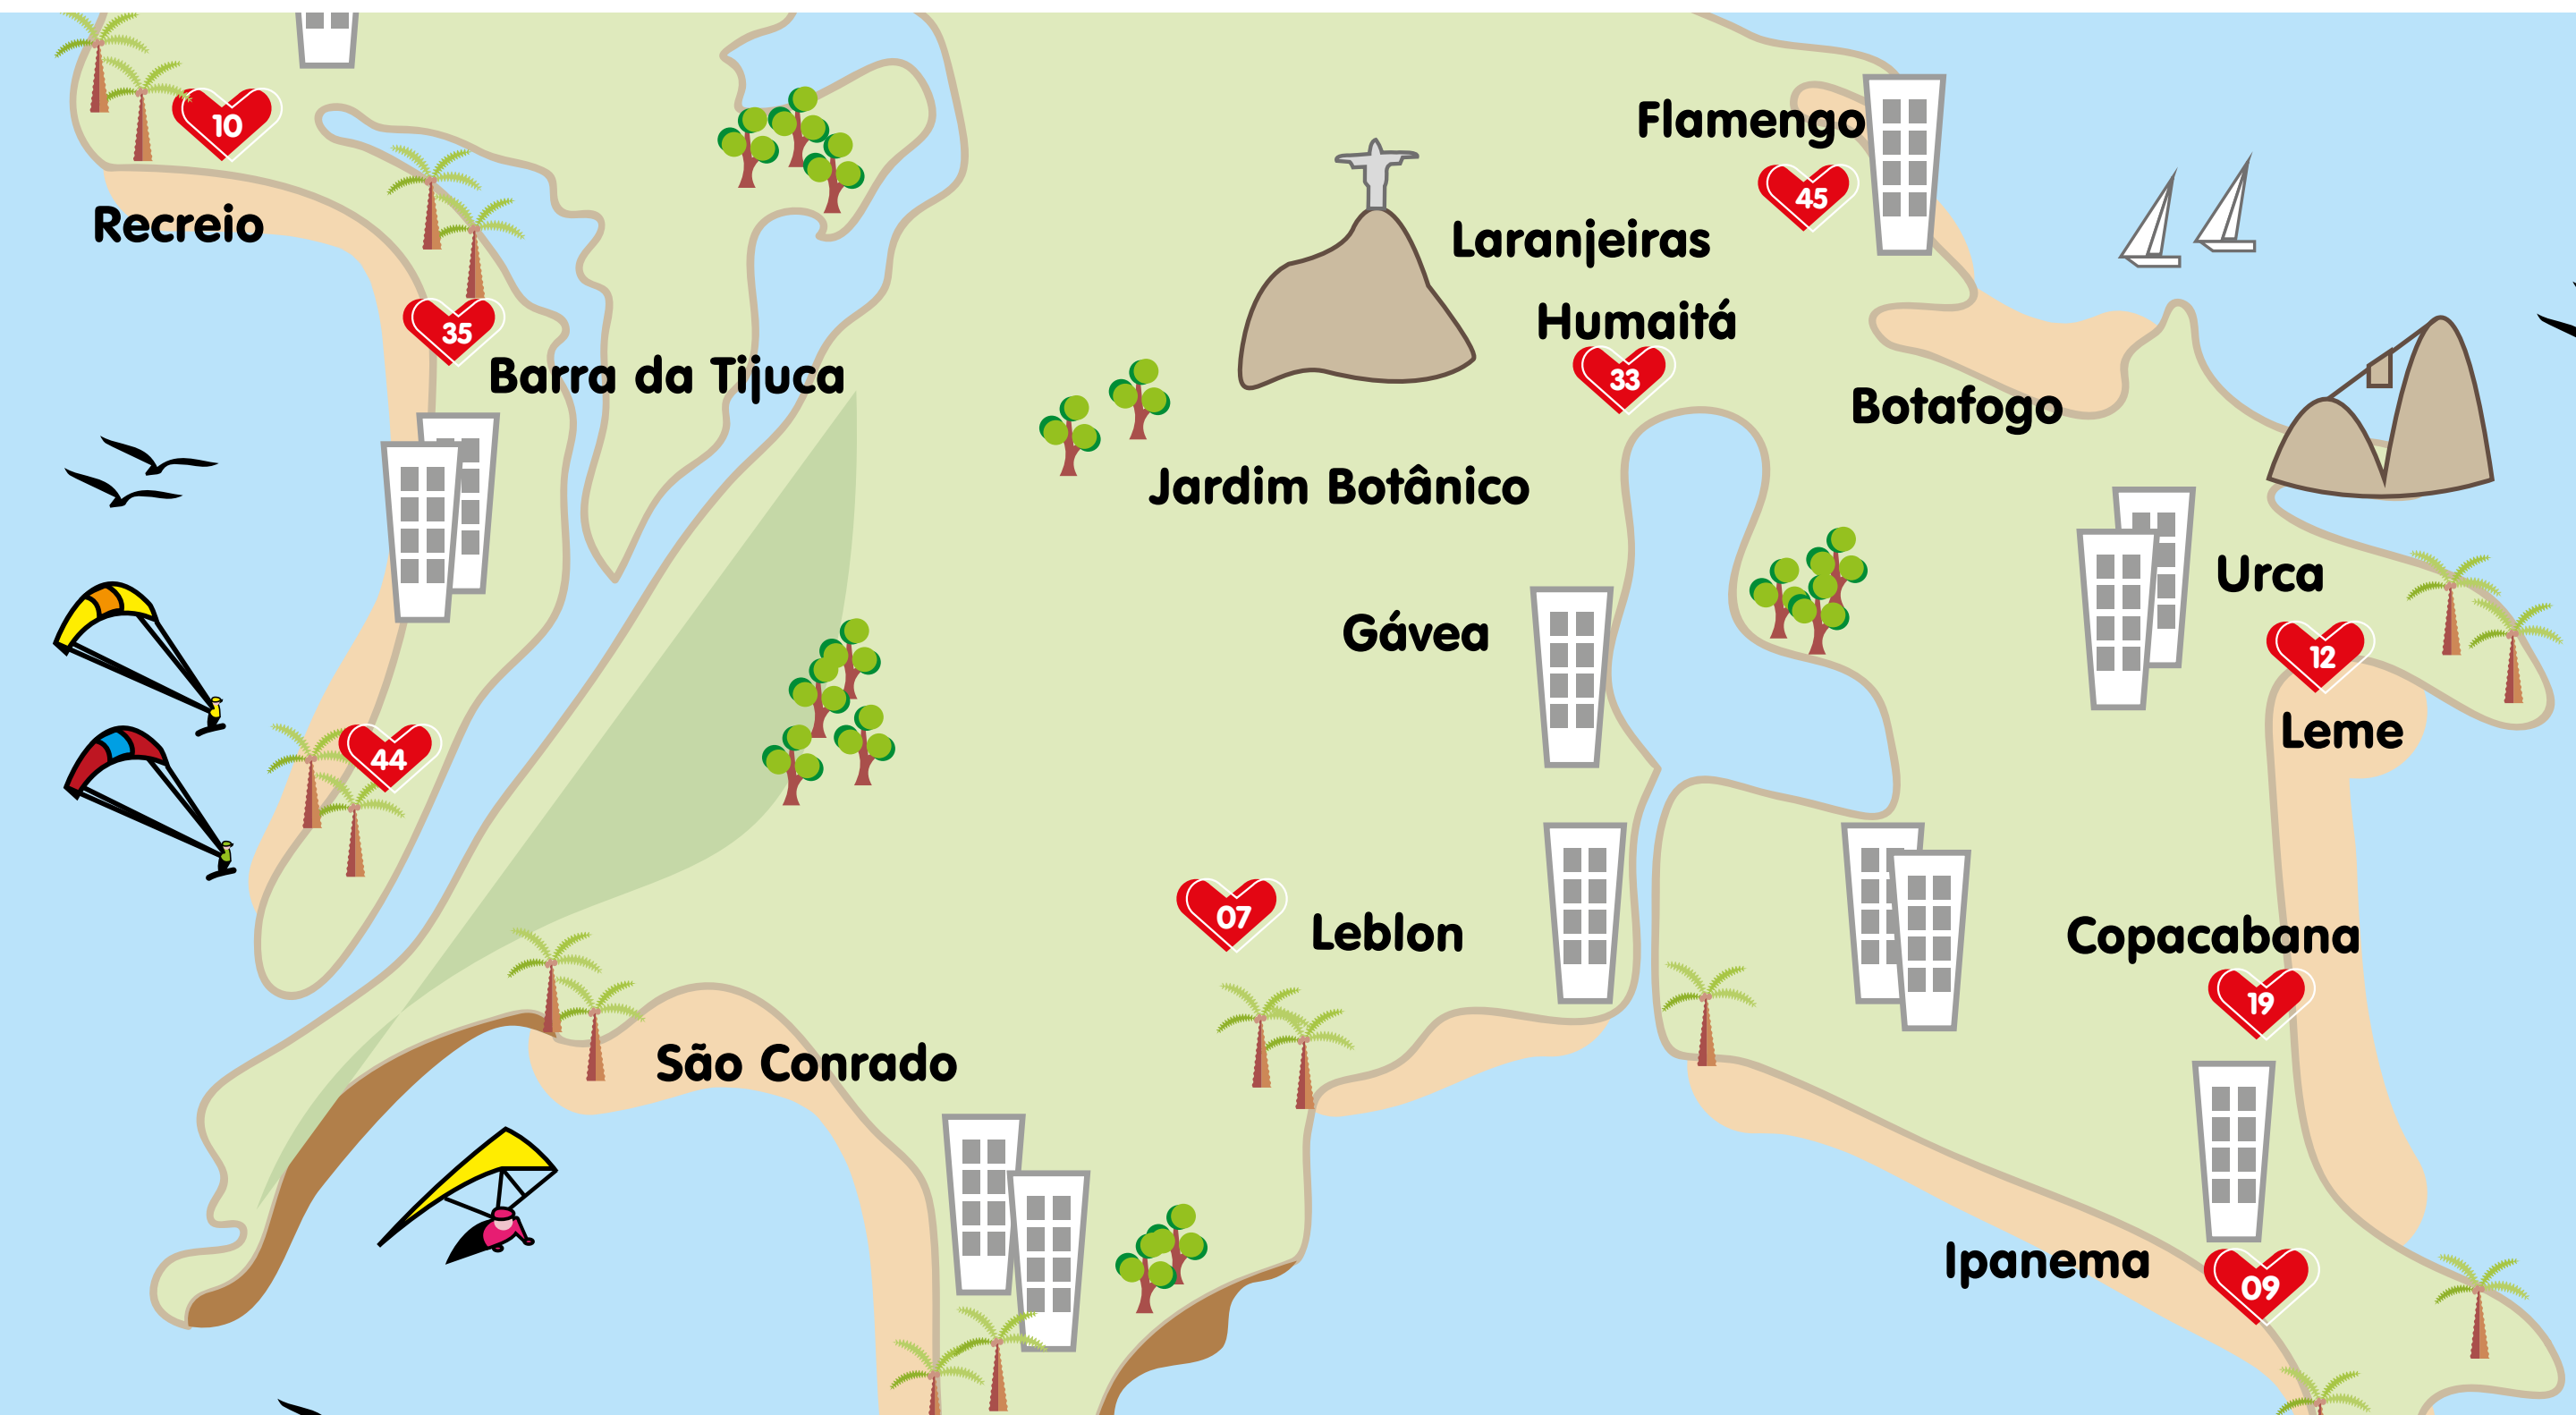 10
Flamengo
45
Recreio
Laranjeiras
35
Humaitá
33
Barra da Tijuca
Botafogo
Jardim Botânico
Urca
Gávea
12
Leme
44
07
Leblon
Copacabana
19
São Conrado
Ipanema
09